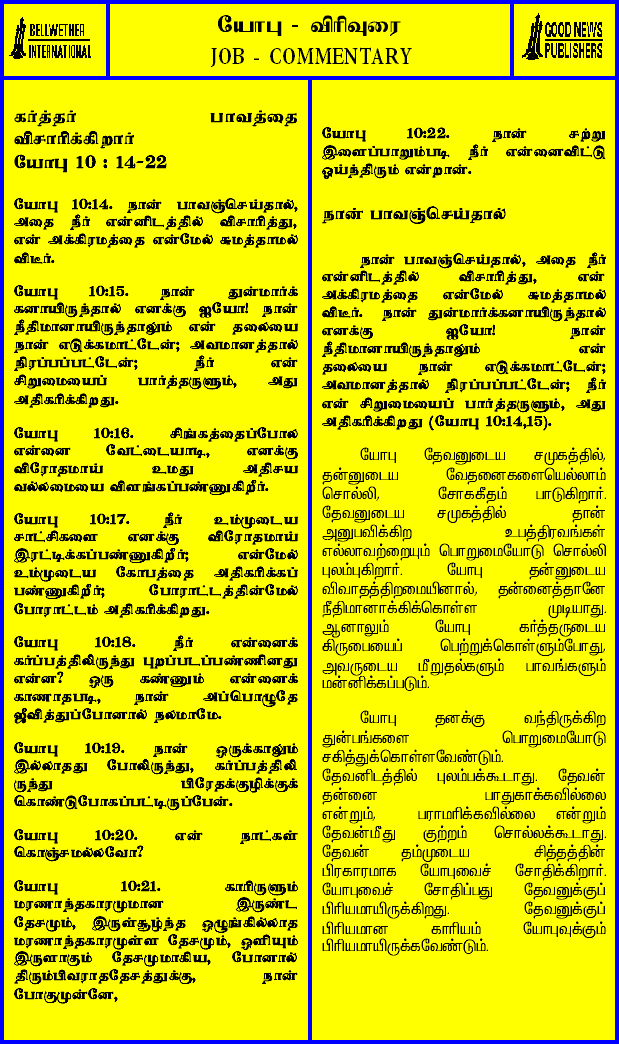 BELLWETHER
INTERNATIONAL
யோபு - விரிவுரை
JOB - COMMENTARY
GOOD NEWS
PUBLISHERS
கர்த்தர் பாவத்தை
விசாரிக்கிறார்
யோபு 10 : 14-22
யோபு 10:14. நான் பாவஞ்செய்தால்,
அதை நீர் என்னிடத்தில் விசாரித்து,
என் அக்கிரமத்தை என்மேல் சுமத்தாமல்
விடீர்.
யோபு 10:15. நான் துன்மார்க்
கனாயிருந்தால் எனக்கு ஐயோ! நான்
நீதிமானாயிருந்தாலும் என் தலையை
நான் எடுக்கமாட்டேன்; அவமானத்தால்
நிரப்பப்பட்டேன்; நீர் என்
சிறுமையைப் பார்த்தருளும், அது
அதிகரிக்கிறது.
யோபு 10:16. சிங்கத்தைப்போல
என்னை வேட்டையாடி, எனக்கு
விரோதமாய் உமது அதிசய
வல்லமையை விளங்கப்பண்ணுகிறீர்.
யோபு 10:17. நீர் உம்முடைய
சாட்சிகளை எனக்கு விரோதமாய்
இரட்டிக்கப்பண்ணுகிறீர்; என்மேல்
உம்முடைய கோபத்தை அதிகரிக்கப்
பண்ணுகிறீர்; போராட்டத்தின்மேல்
போராட்டம் அதிகரிக்கிறது.
யோபு 10:18. நீர் என்னைக்
கர்ப்பத்திலிருந்து புறப்படப்பண்ணினது
என்ன? ஒரு கண்ணும் என்னைக்
காணாதபடி, நான் அப்பொழுதே
ஜீவித்துப்போனால் நல்மாமே.
யோபு 10:19. நான் ஒருக்காலும்
இல்லாதது போலிருந்து, கர்ப்பத்திலி
ருந்து பிரேதக்குழிக்குக்
கொண்டுபோகப்பட்டிருப்பேன்.
யோபு 10:20. என் நாட்கள்
கொஞ்சமல்லவோ?
யோபு 10:21. காரிருளும்
மரணாந்தகாரமுமான இருண்ட
தேசமும், இருள்சூழ்ந்த ஒழுங்கில்லாத
மரணாந்தகாரமுள்ள தேசமும், ஒளியும்
இருளாகும் தேசமுமாகிய, போனால்
திரும்பிவராததேசத்துக்கு, நான்
போகுமுன்னே,
யோபு 10:22. நான் சற்று
இளைப்பாறும்படி நீர் என்னைவிட்டு
ஓய்ந்திரும் என்றான்.
நான் பாவஞ்செய்தால்
நான் பாவஞ்செய்தால், அதை நீர்
என்னிடத்தில் விசாரித்து, என்
அக்கிரமத்தை என்மேல் சுமத்தாமல்
விடீர். நான் துன்மார்க்கனாயிருந்தால்
எனக்கு ஐயோ! நான்
நீதிமானாயிருந்தாலும் என்
தலையை நான் எடுக்கமாட்டேன்;
அவமானத்தால் நிரப்பப்பட்டேன்; நீர்
என் சிறுமையைப் பார்த்தருளும், அது
அதிகரிக்கிறது (யோபு 10:14,15).
யோபு தேவனுடைய சமுகத்தில்,
தன்னுடைய வேதனைகளையெல்லாம்
சொல்லி, சோககீதம் பாடுகிறார்.
தேவனுடைய சமுகத்தில் தான்
அனுபவிக்கிற உபத்திரவங்கள்
எல்லாவற்றையும் பொறுமையோடு சொல்லி
புலம்புகிறார். யோபு தன்னுடைய
விவாதத்திறமையினால், தன்னைத்தானே
நீதிமானாக்கிக்கொள்ள முடியாது.
ஆனாலும் யோபு கர்த்தருடைய
கிருபையைப் பெற்றுக்கொள்ளும்போது,
அவருடைய மீறுதல்களும் பாவங்களும்
மன்னிக்கப்படும்.
யோபு தனக்கு வந்திருக்கிற
துன்பங்களை பொறுமையோடு
சகித்துக்கொள்ளவேண்டும்.
தேவனிடத்தில் புலம்பக்கூடாது. தேவன்
தன்னை பாதுகாக்கவில்லை
என்றும், பராமரிக்கவில்லை என்றும்
தேவன்மீது குற்றம் சொல்லக்கூடாது.
தேவன் தம்முடைய சித்தத்தின்
பிரகாரமாக யோபுவைச் சோதிக்கிறார்.
யோபுவைச் சோதிப்பது தேவனுக்குப்
பிரியமாயிருக்கிறது. தேவனுக்குப்
பிரியமான காரியம் யோபுவுக்கும்
பிரியமாயிருக்கவேண்டும்.